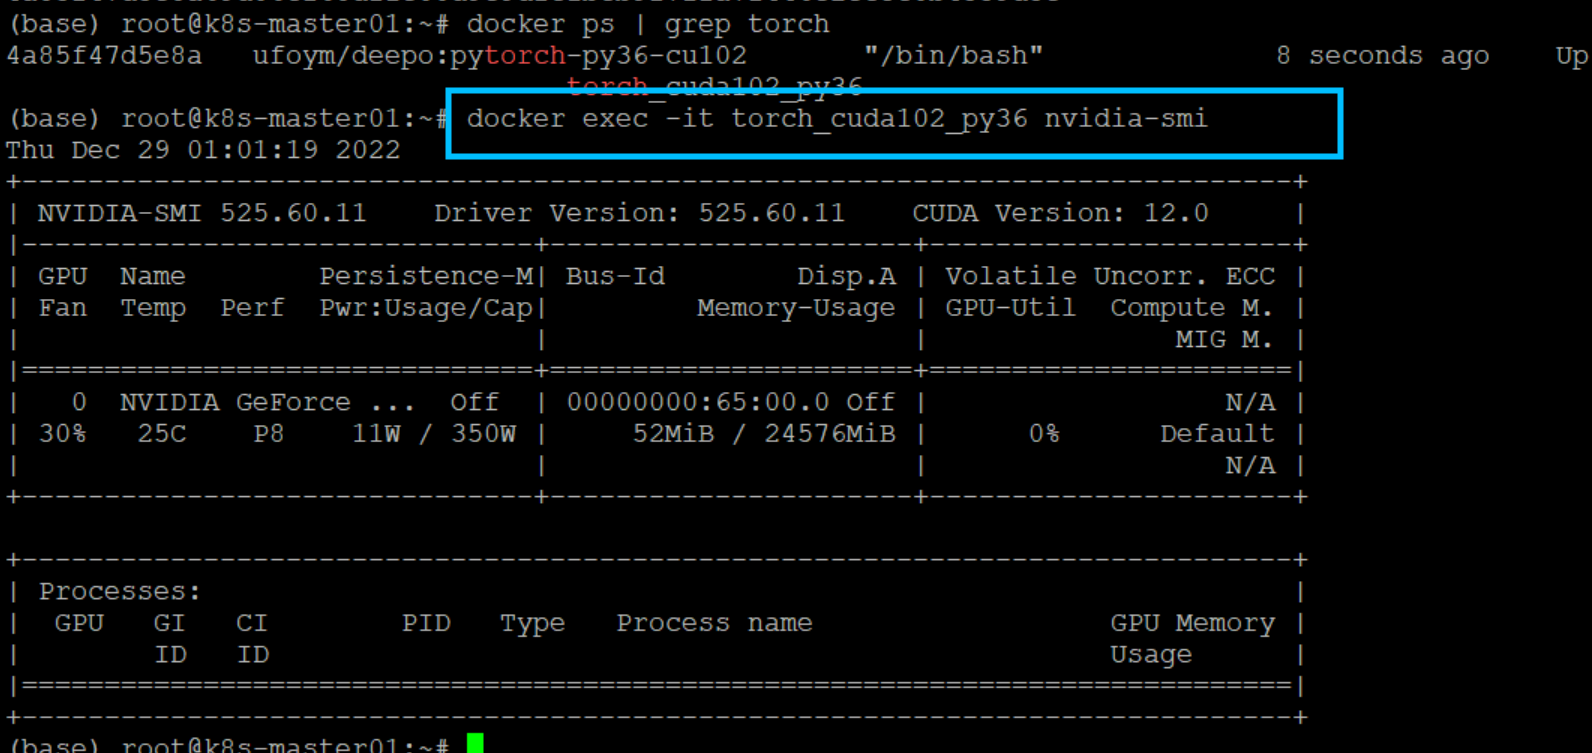 (base) root@k8s-master01:~# docker ps | grep torch
4a85f47d5e8a   ufoym/deepo:pytorch-py36-cu102       "/bin/bash"              8 seconds ago    Up
torch_cuda102_py36
(base) root@k8s-master01:~# docker exec -it torch_cuda102_py36 nvidia-smi
Thu Dec 29 01:01:19 2022
+-----------------------------------------------------------------------------+
| NVIDIA-SMI 525.60.11    Driver Version: 525.60.11    CUDA Version: 12.0     |
|-------------------------------+----------------------+----------------------+
| GPU  Name        Persistence-M| Bus-Id        Disp.A | Volatile Uncorr. ECC |
| Fan  Temp  Perf  Pwr:Usage/Cap|         Memory-Usage | GPU-Util  Compute M. |
|                               |                      |               MIG M. |
|===============================+======================+======================|
|   0  NVIDIA GeForce ...  Off  | 00000000:65:00.0 Off |                  N/A |
| 30%   25C    P8    11W / 350W |     52MiB / 24576MiB |      0%      Default |
|                               |                      |                  N/A |
+-------------------------------+----------------------+----------------------+
+-----------------------------------------------------------------------------+
| Processes:                                                                  |
|  GPU   GI   CI        PID   Type   Process name                  GPU Memory |
|        ID   ID                                                   Usage      |
|=============================================================================|
+-----------------------------------------------------------------------------+
(base) root@k8s-master01:~#